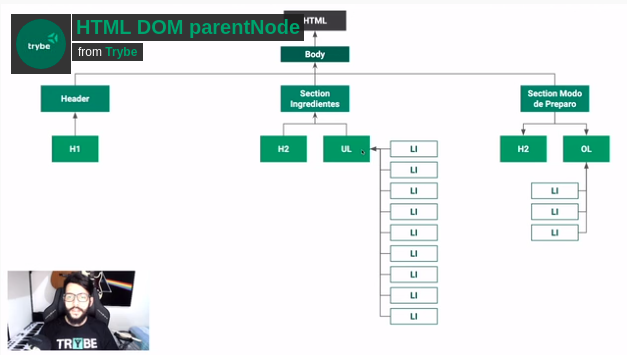 trybe
HTML DOM parentNode
from Trybe
HTML
Body
Header
Section
Ingredientes
Section Modo
de Preparo
H1
H2
UL
LI
LI
LI
LI
LI
LI
LI
LI
LI
H2
OL
LI
LI
LI
TRYBE